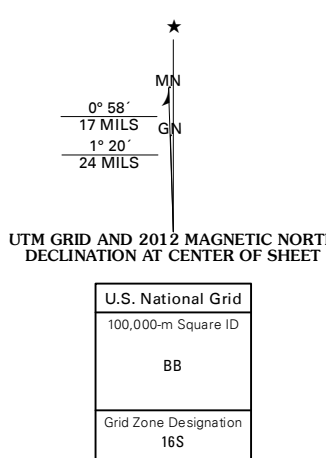 ★
MN
0° 58´
17 MILS
GN
1° 20´
24 MILS
UTM GRID AND 2012 MAGNETIC NORT
DECLINATION AT CENTER OF SHEET
U.S. National Grid
100,000-m Square ID
BB
Grid Zone Designation
16S